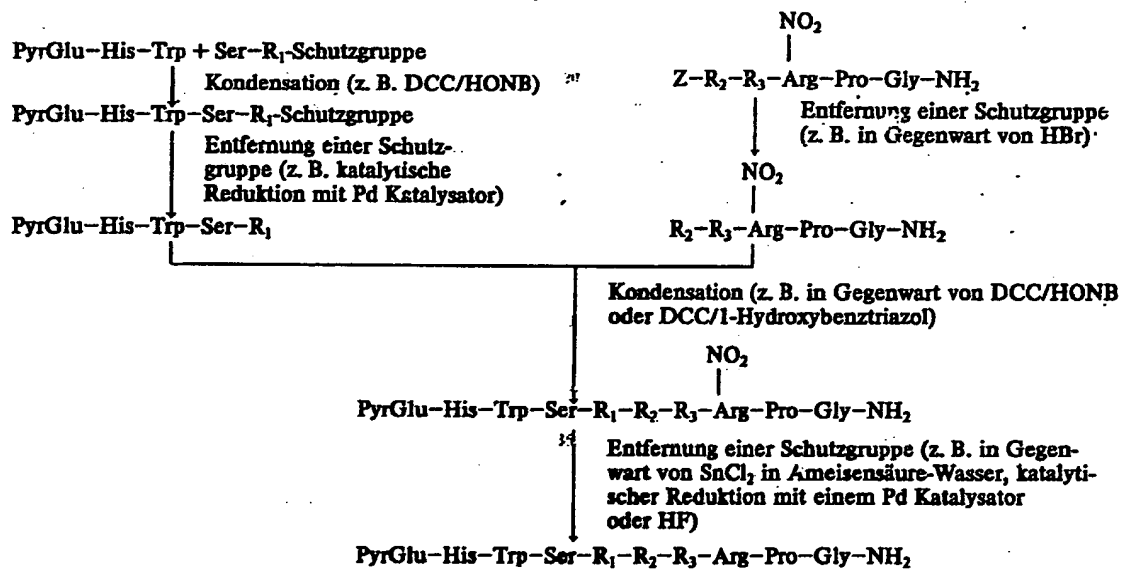 PyrGlu—His—Trp + Ser—R₁-Schutzgruppe
Kondensation (z. B. DCC/HONB)
PyrGlu—His—Trp—Ser—R₁-Schutzgruppe
Entfernung einer Schutz-
gruppe (z. B. katalytische
Reduktion mit Pd Katalysator)
PyrGlu—His—Trp—Ser—R₁
NO₂
Z—R₂—R₃—Arg—Pro—Gly—NH₂
Entfernung einer Schutzgruppe
(z. B. in Gegenwart von HBr)
NO₂
R₂—R₃—Arg—Pro—Gly—NH₂
Kondensation (z. B. in Gegenwart von DCC/HONB
oder DCC/1-Hydroxybenztriazol)
NO₂
PyrGlu—His—Trp—Ser—R₁—R₂—R₃—Arg—Pro—Gly—NH₂
Entfernung einer Schutzgruppe (z. B. in Gegen-
wart von SnCl₂ in Ameisensäure-Wasser, katalyti-
scher Reduktion mit einem Pd Katalysator
oder HF)
PyrGlu—His—Trp—Ser—R₁—R₂—R₃—Arg—Pro—Gly—NH₂